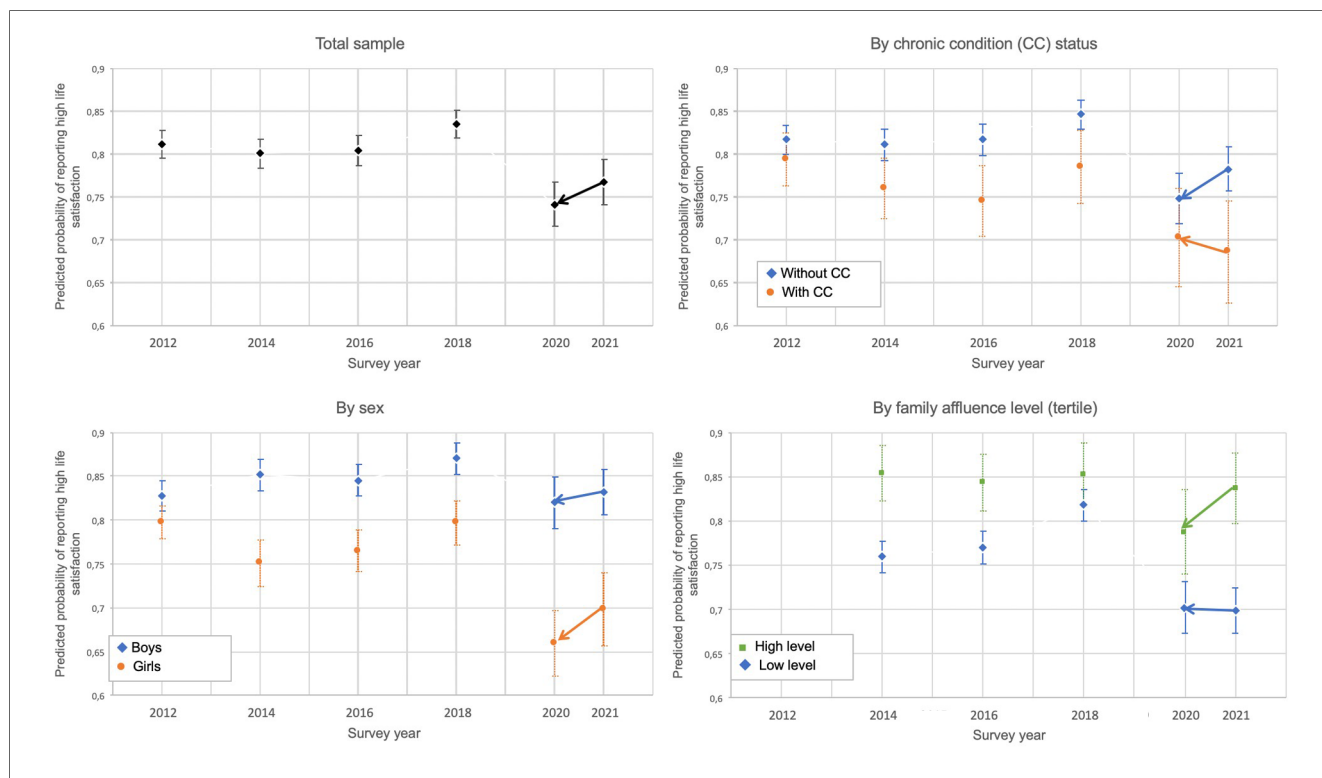 Total sample
Predicted probability of reporting high life
satisfaction
0,9
0,85
0,8
0,75
0,7
0,65
0,6
2012 2014 2016 2018 2020 2021
Survey year
By chronic condition (CC) status
Predicted probability of reporting high life
satisfaction
0,9
0,85
0,8
0,75
0,7
0,65
0,6
Without CC
With CC
2012 2014 2016 2018 2020 2021
Survey year
By sex
Predicted probability of reporting high life
satisfaction
0,9
0,85
0,8
0,75
0,7
0,65
0,6
Boys
Girls
2012 2014 2016 2018 2020 2021
Survey year
By family affluence level (tertile)
Predicted probability of reporting high life
satisfaction
0,9
0,85
0,8
0,75
0,7
0,65
0,6
High level
Low level
2012 2014 2016 2018 2020 2021
Survey year